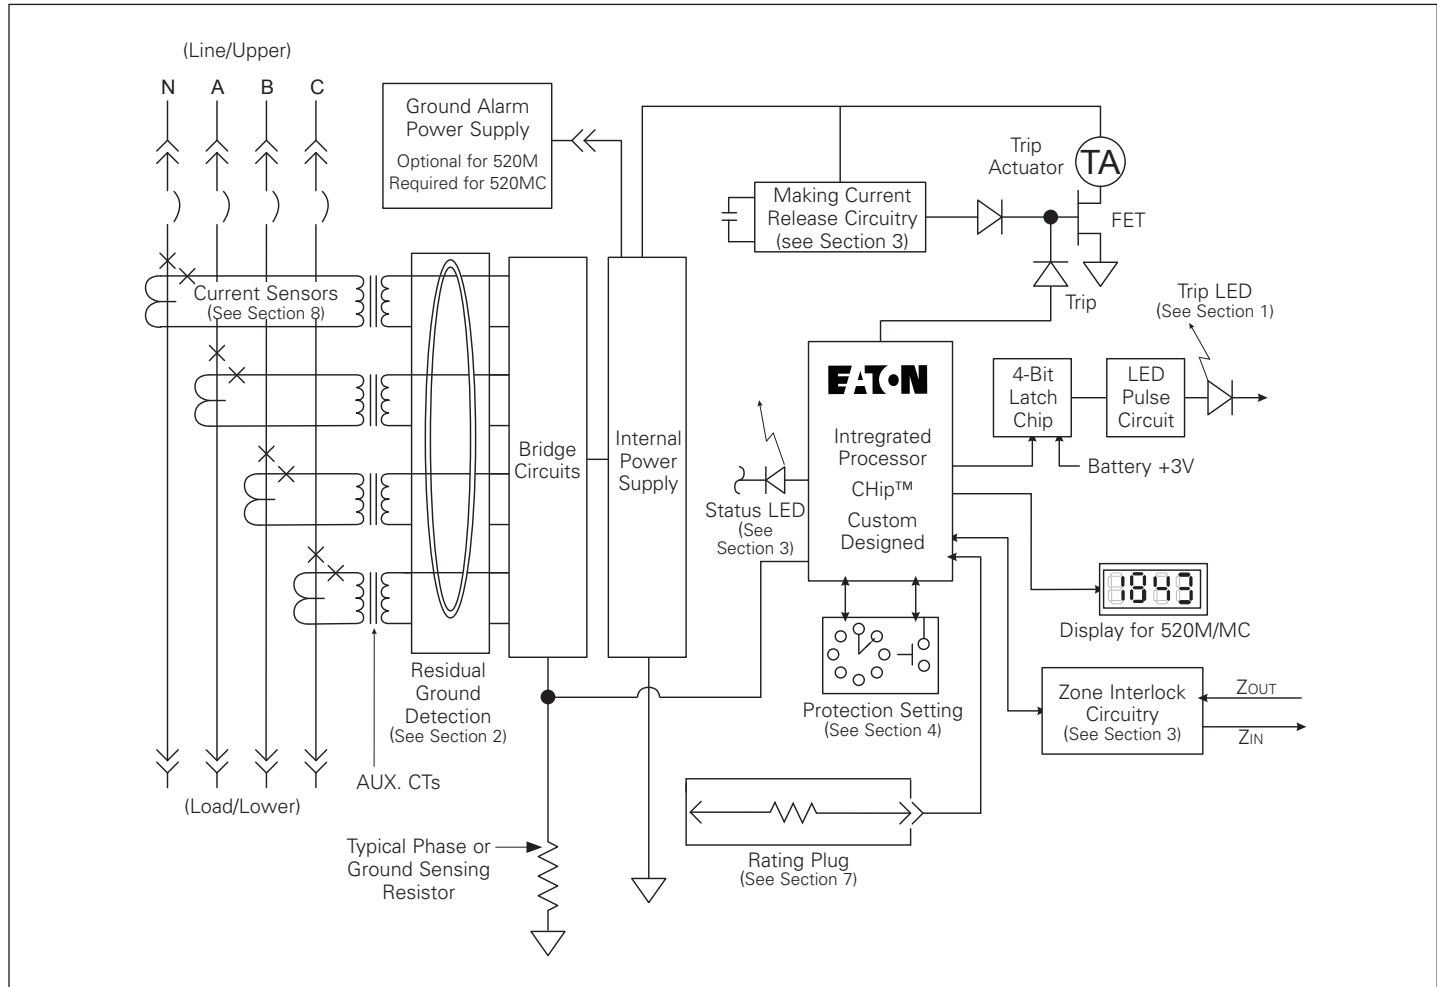 (Line/Upper)
N A B C
Ground Alarm
Power Supply
Optional for 520M
Required for 520MC
Trip
Actuator
TA
FET
Making Current
Release Circuitry
(see Section 3)
Trip
Trip LED
(See Section 1)
Current Sensors
(See Section 8)
EATON
Intregrated
Processor
CHip™
Custom
Designed
4-Bit
Latch
Chip
LED
Pulse
Circuit
Battery +3V
Bridge
Circuits
Internal
Power
Supply
Status LED
(See
Section 3)
1843
Display for 520M/MC
Residual
Ground
Detection
(See Section 2)
Protection Setting
(See Section 4)
Zone Interlock
Circuitry
(See Section 3)
ZOUT
ZIN
AUX. CTs
(Load/Lower)
Typical Phase or
Ground Sensing
Resistor
Rating Plug
(See Section 7)